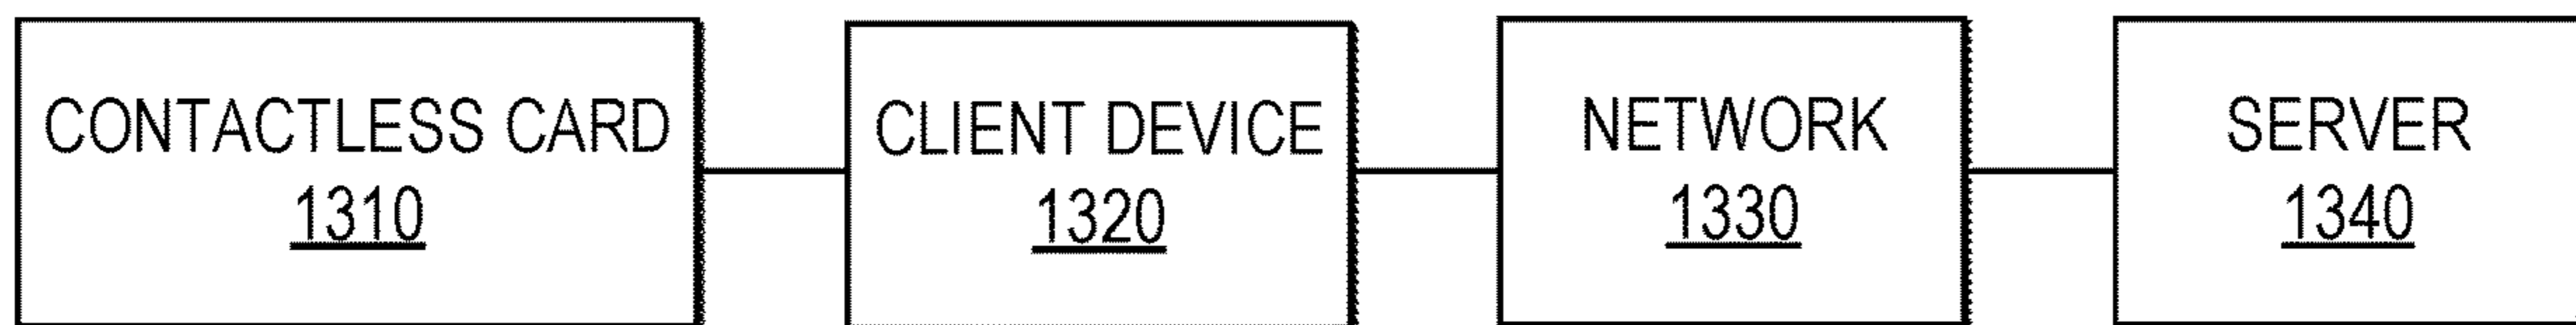 CONTACTLESS CARD
1310
CLIENT DEVICE
1320
NETWORK
1330
SERVER
1340